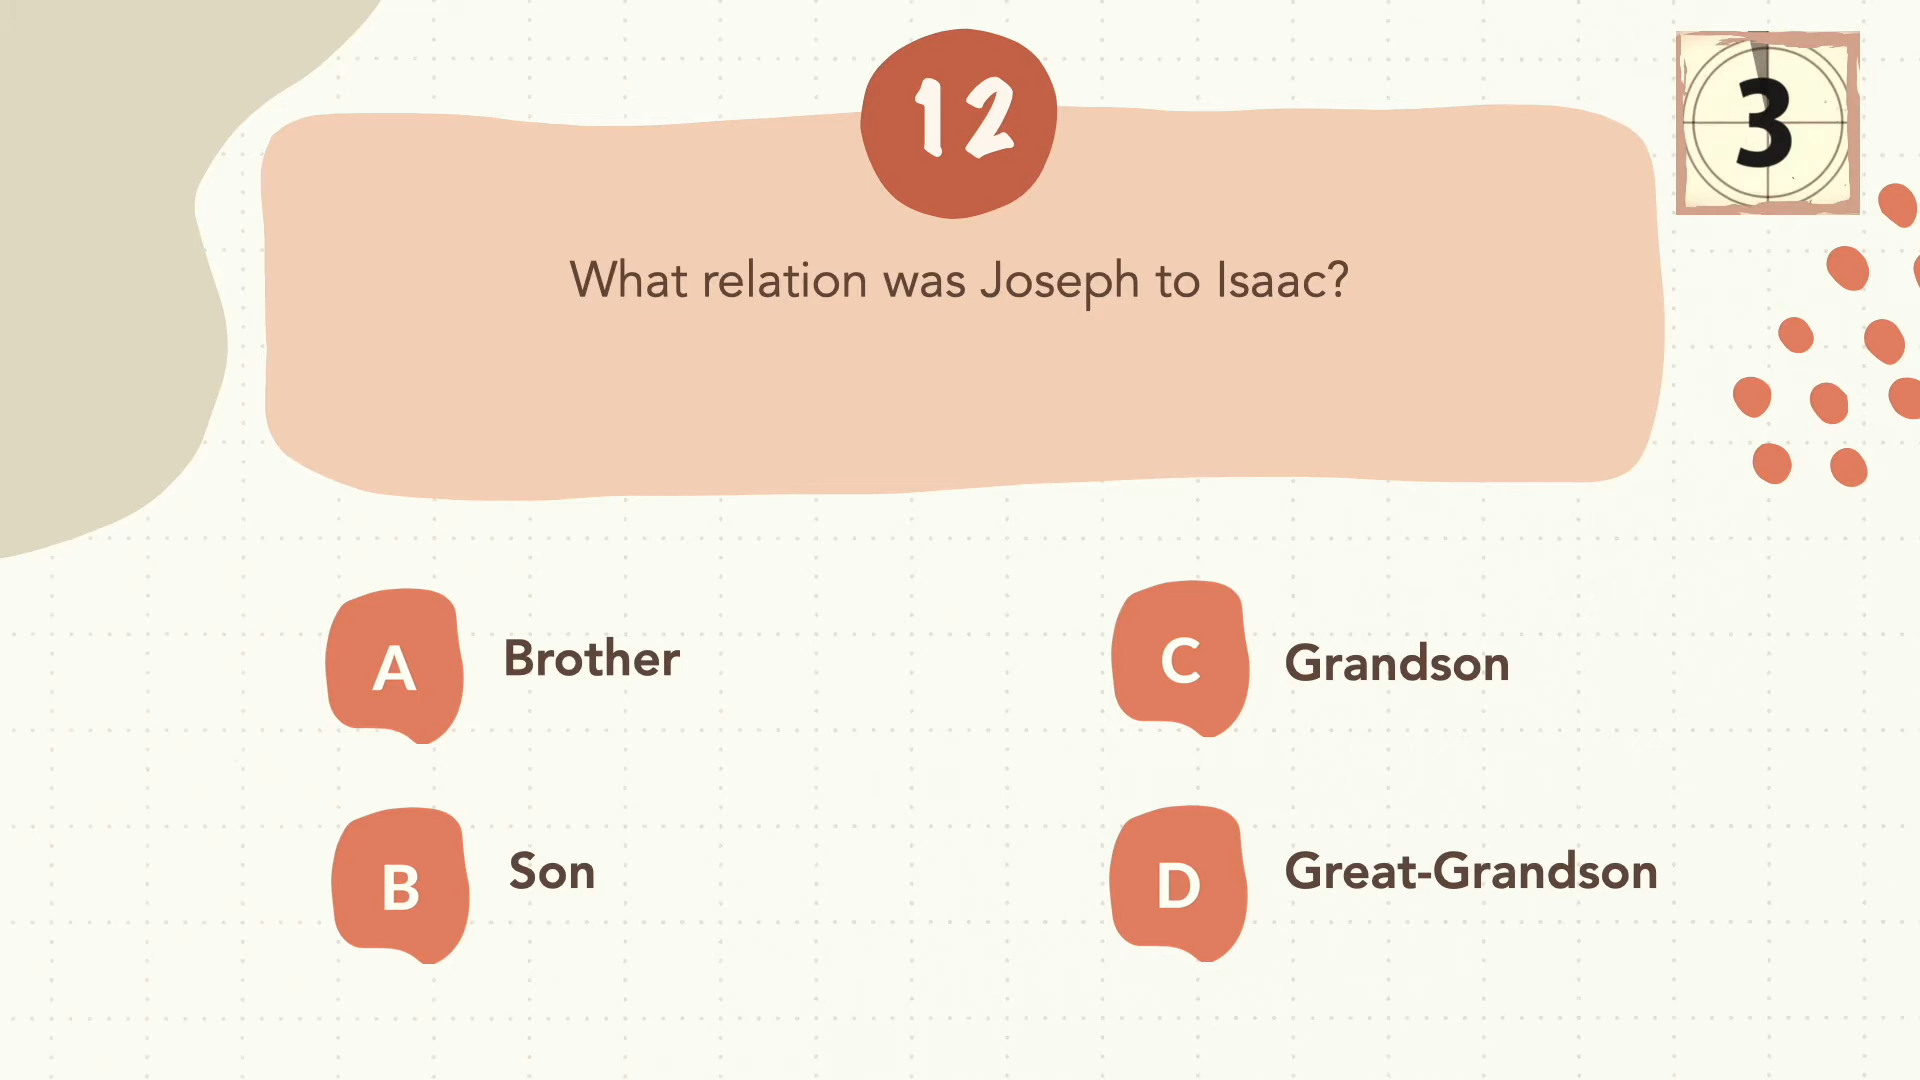 12
3
What relation was Joseph to Isaac?
A Brother
C Grandson
B Son
D Great-Grandson